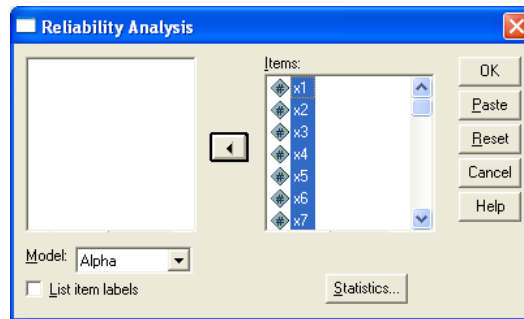 Reliability Analysis
Items:
x1
x2
x3
x4
x5
x6
x7
OK
Paste
Reset
Cancel
Help
Model: Alpha
List item labels
Statistics...